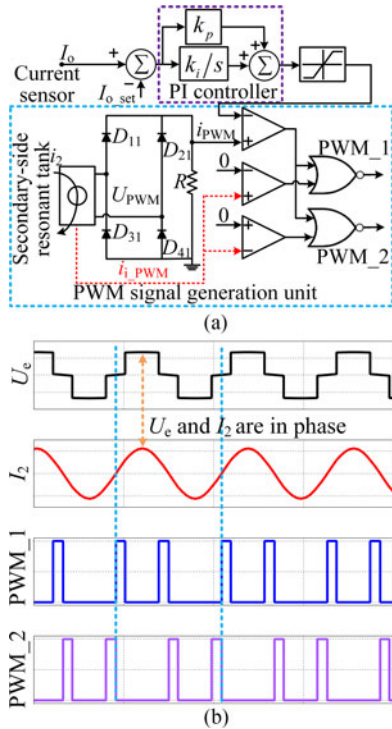 (a)
k_p
I_o
+
Σ
−
I_o_set
Current
sensor
k_i/s
+
+
Σ
PI controller
Secondary-side
resonant tank
i_2
D_11
D_21
D_31
D_41
U_PWM
R
i_PWM
i_i_PWM
−
+
0
−
+
0
+
−
PWM_1
PWM_2
PWM signal generation unit
(a)
U_e
U_e and I_2 are in phase
I_2
PWM_1
PWM_2
(b)